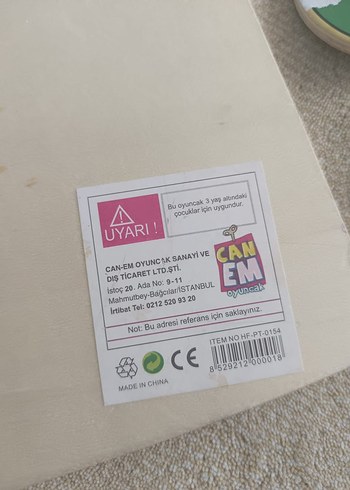 UYARI !
Bu oyuncak 3 yaş altındaki
çocuklar için uygundur.
CAN-EM OYUNCAK SANAYİ VE
DIŞ TİCARET LTD.ŞTİ.
İstoç 20. Ada No: 9-11
Mahmutbey-Bağcılar/İSTANBUL
İrtibat Tel: 0212 520 93 20
CAN
EM
oyuncak
Not: Bu adresi referans için saklayınız.
CE
MADE IN CHINA
ITEM NO HF-PT-0154
8 529212 000018